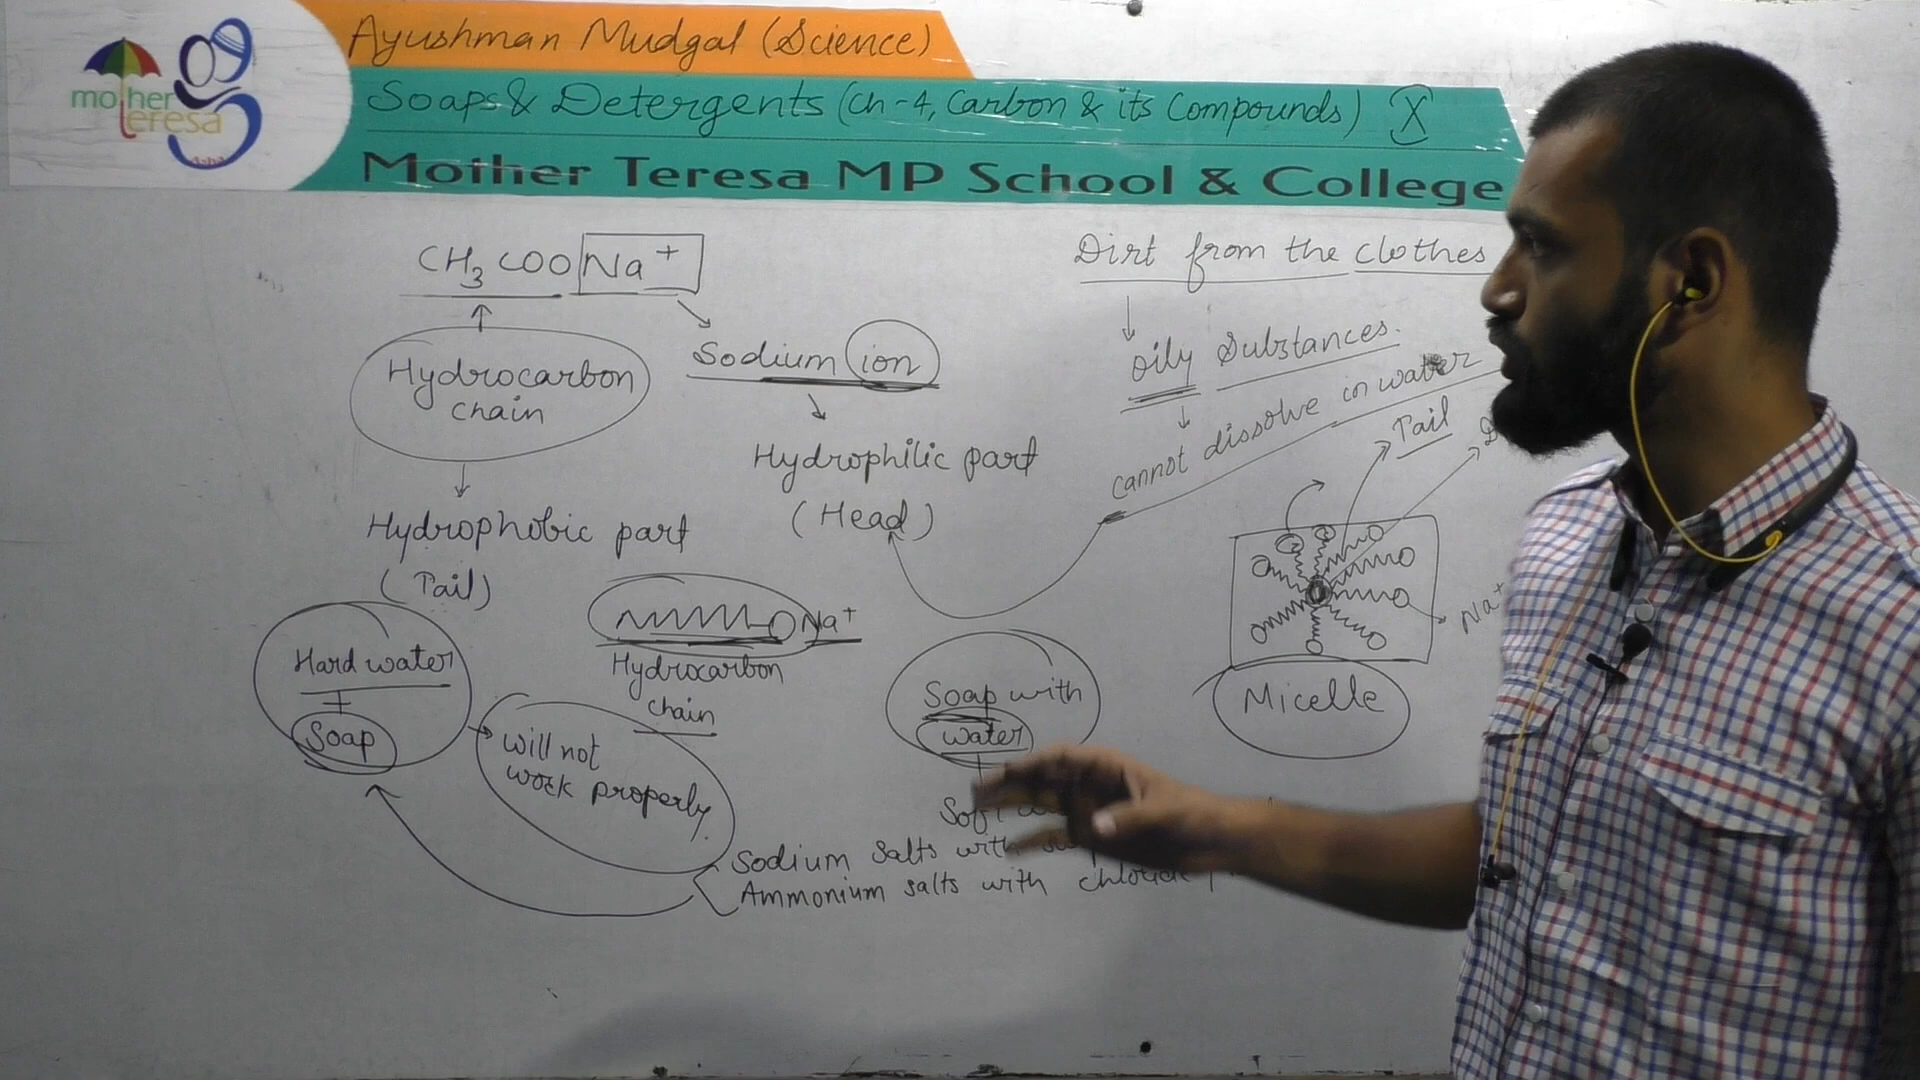 Ayushman Mudgal (Science)
mother
teresa
Soaps & Detergents (Ch-4, Carbon & its Compounds) X
Mother Teresa MP School & College
CH3COONa+
Dirt from the clothes
Sodium ion
Oily Substances.
Hydrocarbon
chain
cannot dissolve in water
Tail
Hydrophilic part
(Head)
Hydrophobic part
(Tail)
Na+
Na+
Hard water
+
Soap
Hydrocarbon
chain
Soap with
water
Micelle
will not
work properly.
Sodium salts with
Ammonium salts with chloride